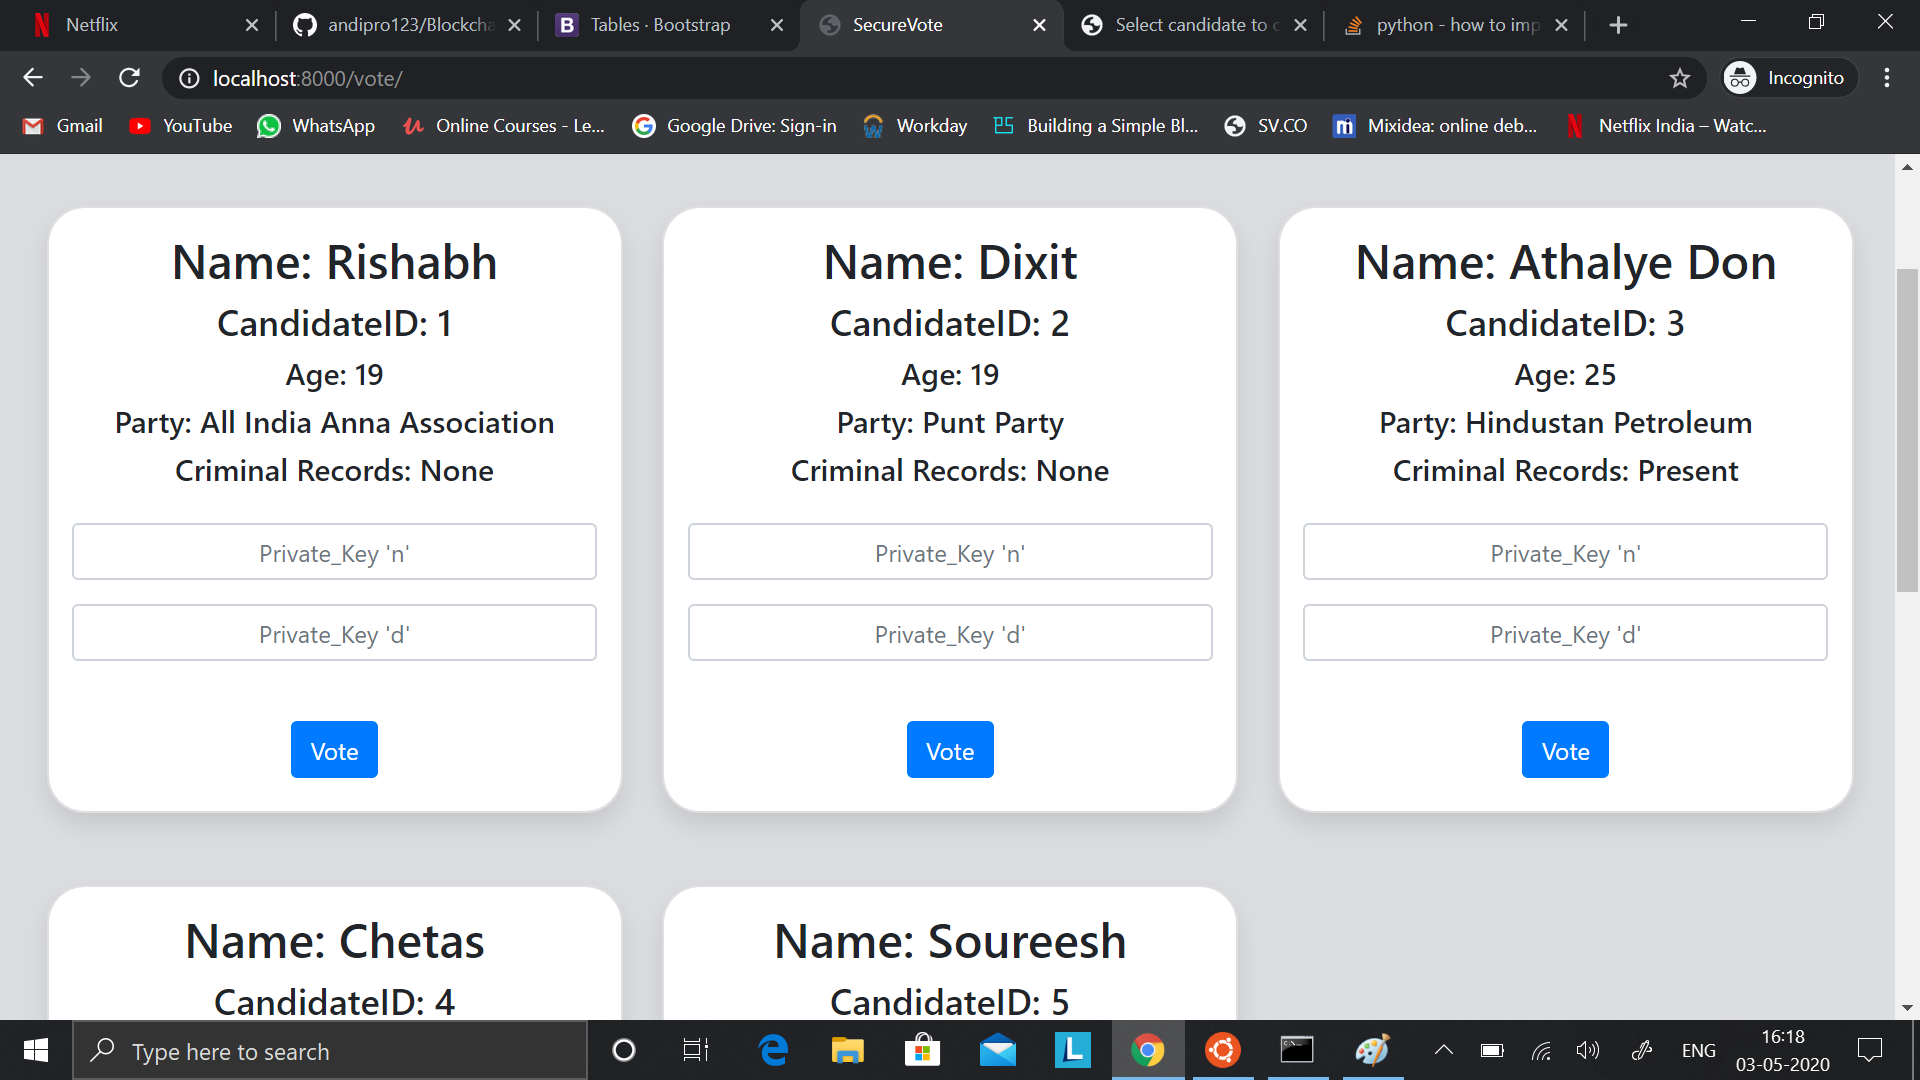 Netflix
andipro123/Blockcha
Tables · Bootstrap
SecureVote
Select candidate to c
python - how to imp
localhost:8000/vote/
Incognito
Gmail
YouTube
WhatsApp
Online Courses - Le...
Google Drive: Sign-in
Workday
Building a Simple Bl...
SV.CO
Mixidea: online deb...
Netflix India – Watc...
Name: Rishabh
CandidateID: 1
Age: 19
Party: All India Anna Association
Criminal Records: None
Private_Key 'n'
Private_Key 'd'
Vote
Name: Dixit
CandidateID: 2
Age: 19
Party: Punt Party
Criminal Records: None
Private_Key 'n'
Private_Key 'd'
Vote
Name: Athalye Don
CandidateID: 3
Age: 25
Party: Hindustan Petroleum
Criminal Records: Present
Private_Key 'n'
Private_Key 'd'
Vote
Name: Chetas
CandidateID: 4
Name: Soureesh
CandidateID: 5
Type here to search
ENG
16:18
03-05-2020